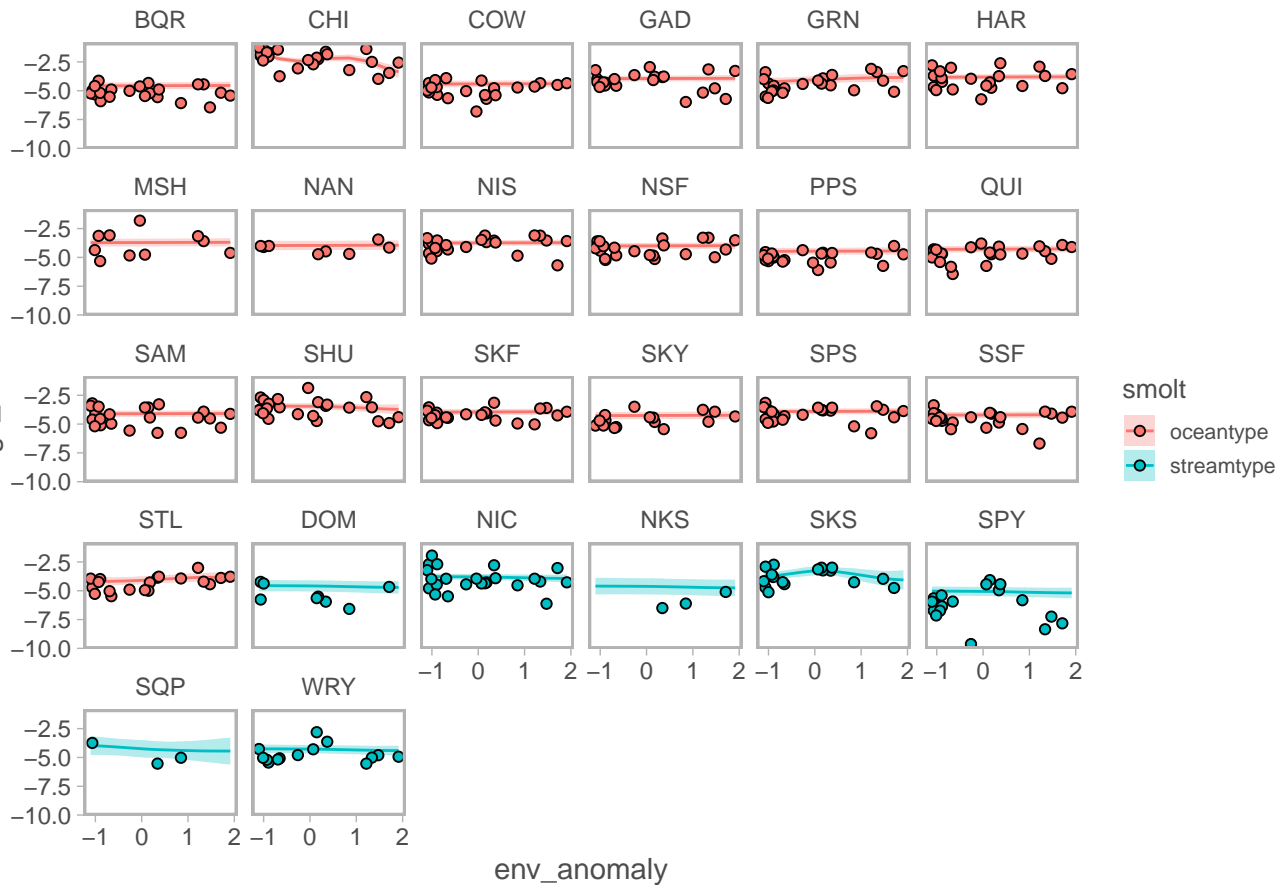 BQR CHI COW GAD GRN HAR
−2.5
−5.0
−7.5
−10.0
MSH NAN NIS NSF PPS QUI
−2.5
−5.0
−7.5
−10.0
SAM SHU SKF SKY SPS SSF
−2.5
−5.0
−7.5
−10.0
smolt
oceantype
streamtype
STL DOM NIC NKS SKS SPY
−2.5
−5.0
−7.5
−10.0
−1 0 1 2 −1 0 1 2 −1 0 1 2 −1 0 1 2
SQP WRY
−2.5
−5.0
−7.5
−10.0
−1 0 1 2 −1 0 1 2
env_anomaly